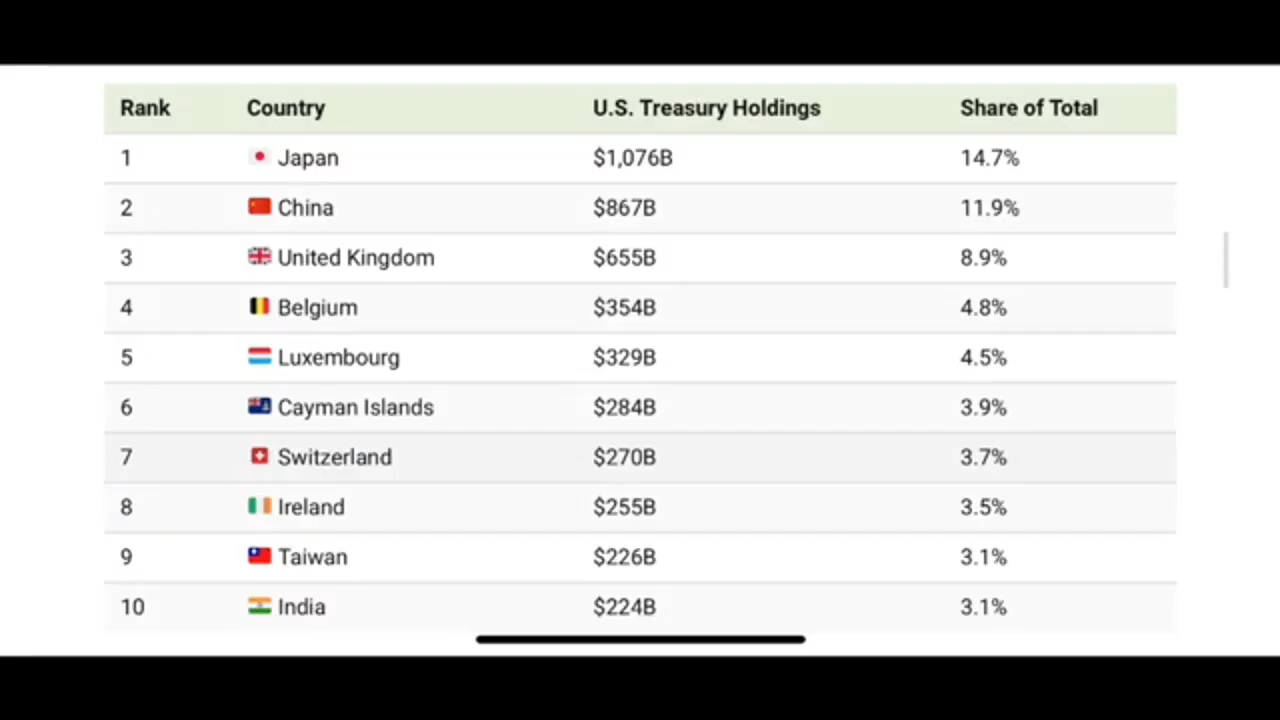 Rank Country U.S. Treasury Holdings Share of Total
1 Japan $1,076B 14.7%
2 China $867B 11.9%
3 United Kingdom $655B 8.9%
4 Belgium $354B 4.8%
5 Luxembourg $329B 4.5%
6 Cayman Islands $284B 3.9%
7 Switzerland $270B 3.7%
8 Ireland $255B 3.5%
9 Taiwan $226B 3.1%
10 India $224B 3.1%